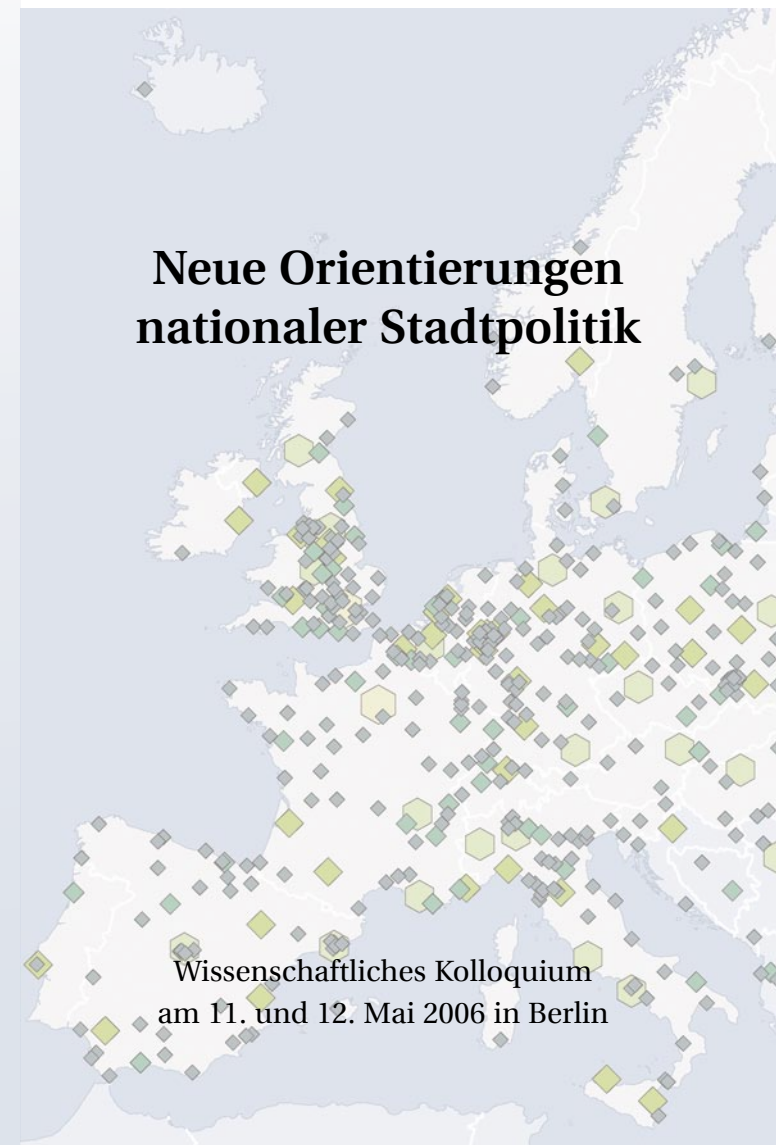 Neue Orientierungen
nationaler Stadtpolitik
Wissenschaftliches Kolloquium
am 11. und 12. Mai 2006 in Berlin